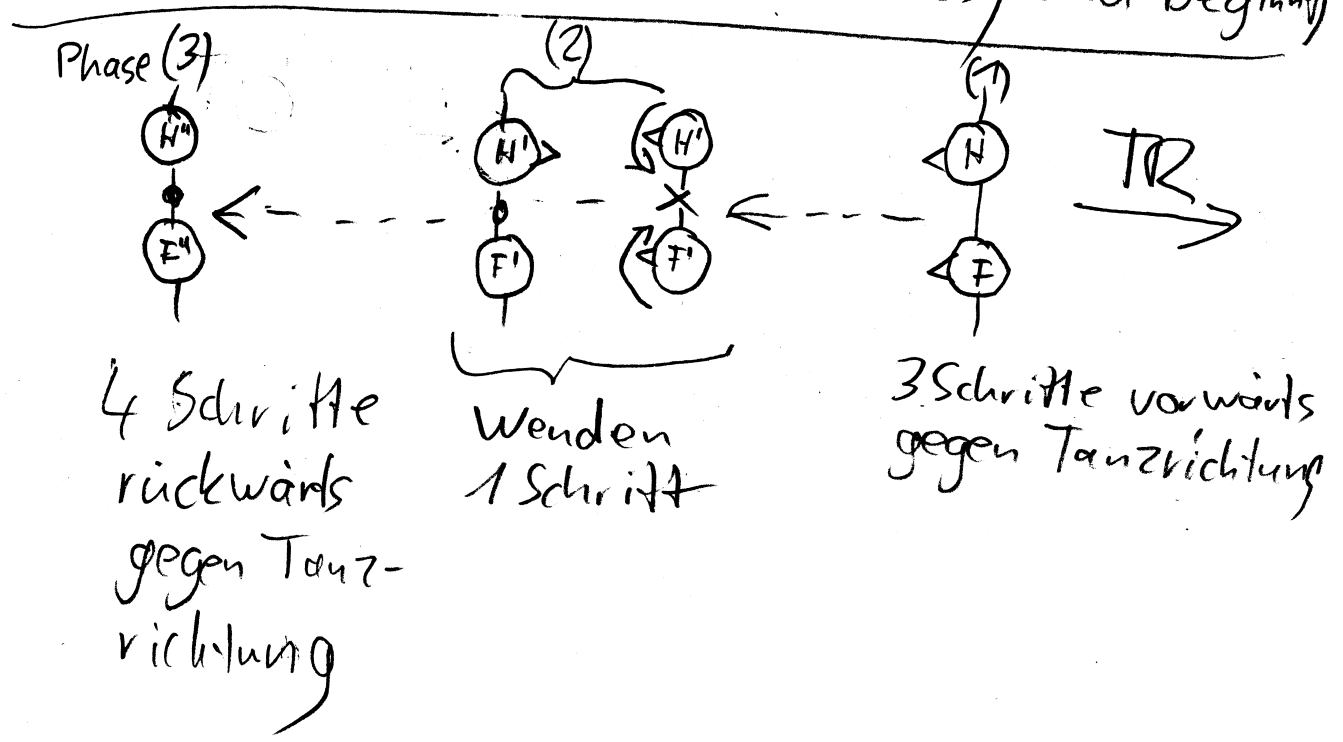 beginnt
Phase (3)
(2)
(1)
H"
H'
H'
H
TR
F"
F'
F'
F
4 Schritte
rückwärts
gegen Tanz-
richtung
Wenden
1 Schritt
3 Schritte vorwärts
gegen Tanzrichtung